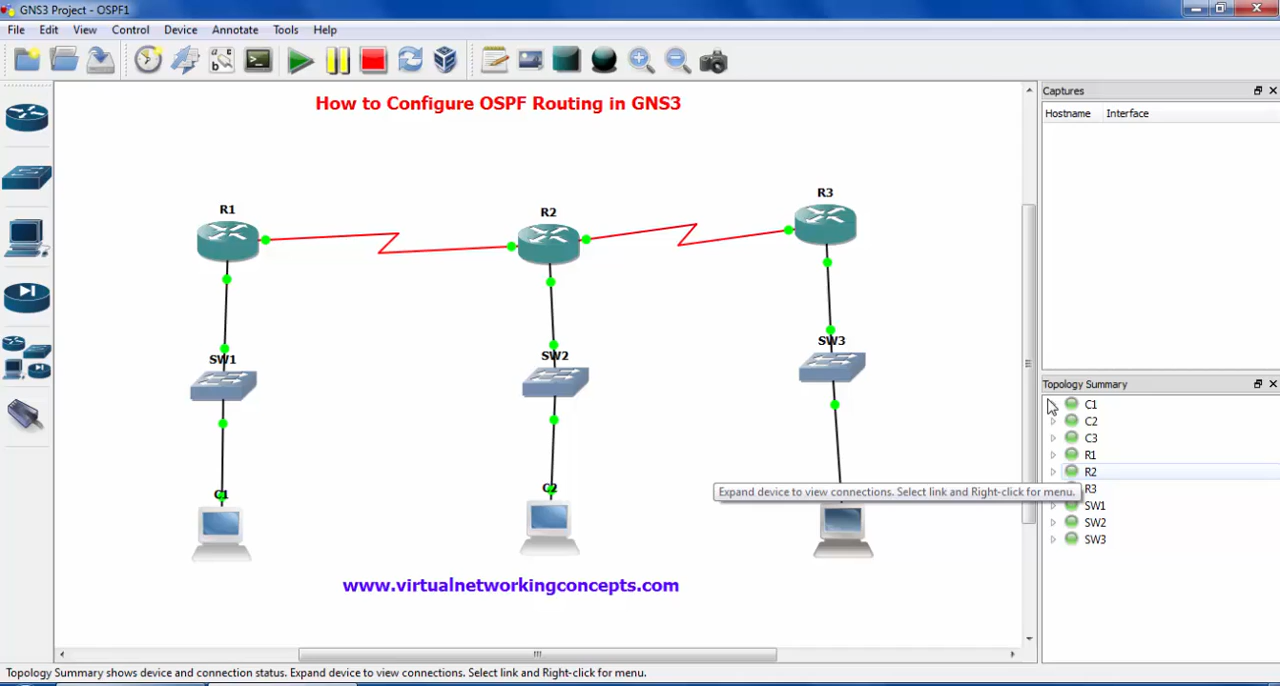 GNS3 Project - OSPF1
File Edit View Control Device Annotate Tools Help
How to Configure OSPF Routing in GNS3
Captures
Hostname Interface
R1
R2
R3
SW1
SW2
SW3
C1
C2
www.virtualnetworkingconcepts.com
Topology Summary
C1
C2
C3
R1
R2
R3
SW1
SW2
SW3
Expand device to view connections. Select link and Right-click for menu.
Topology Summary shows device and connection status. Expand device to view connections. Select link and Right-click for menu.